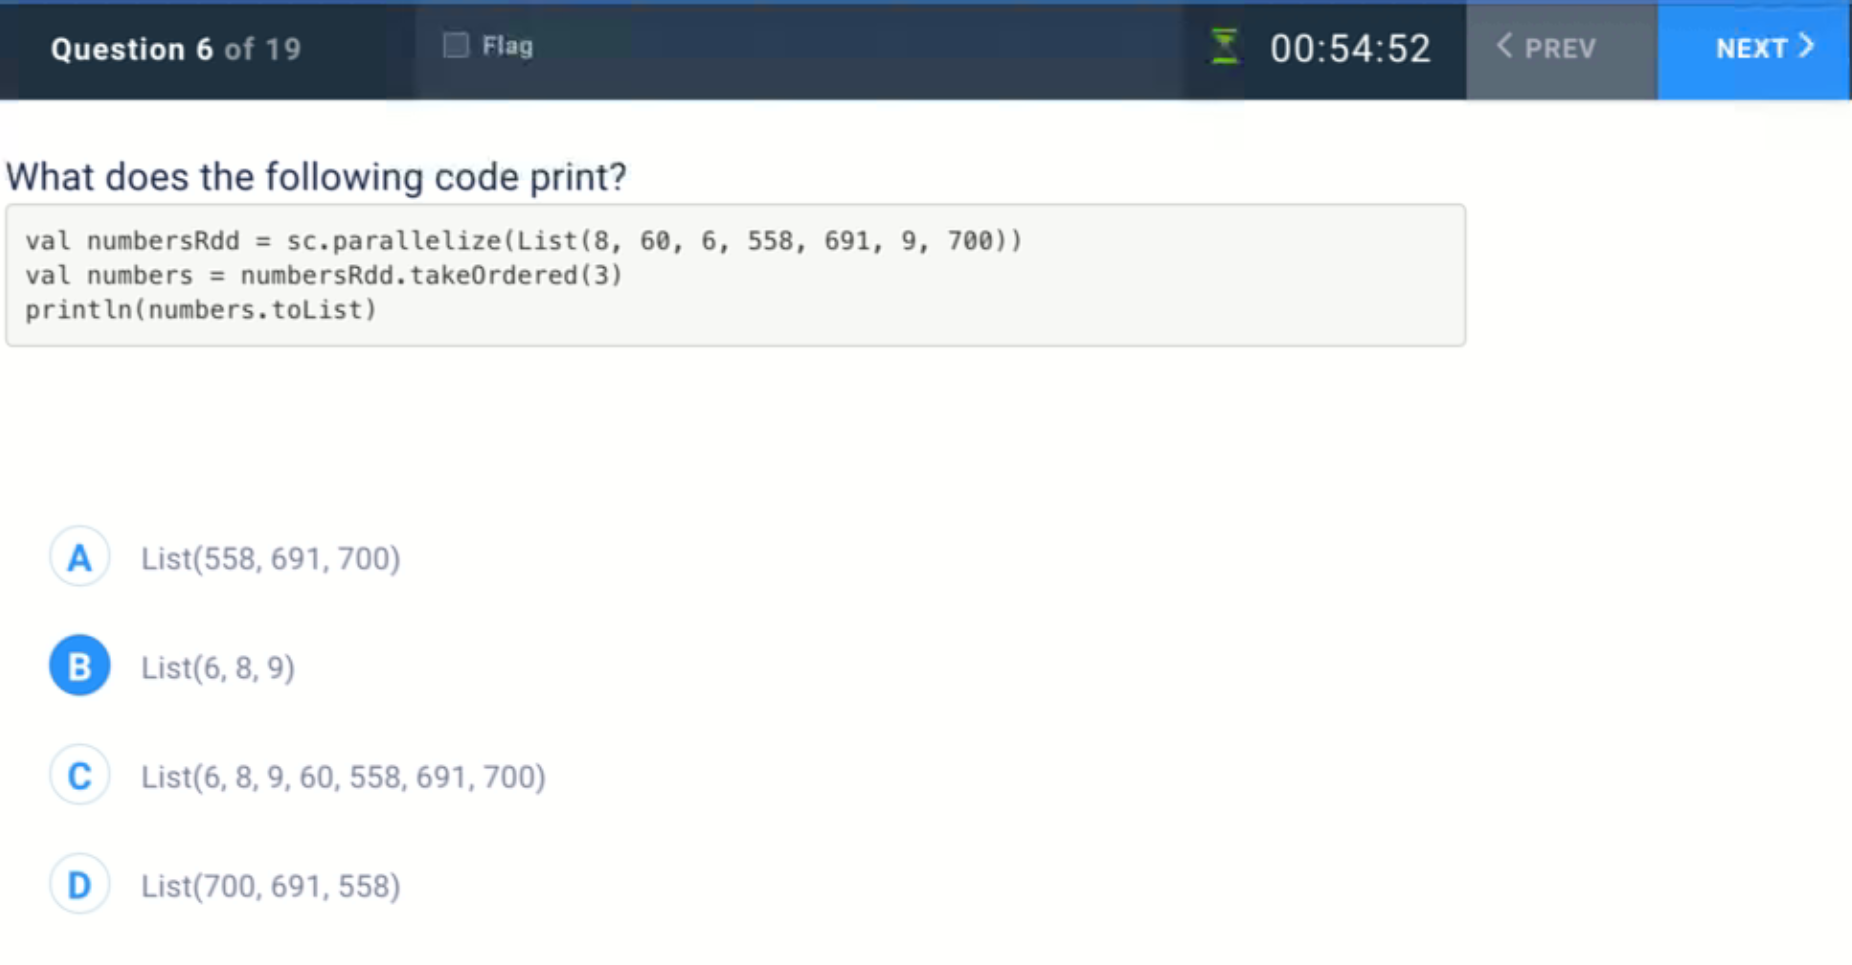 Question 6 of 19
Flag
00:54:52
PREV
NEXT
What does the following code print?
val numbersRdd = sc.parallelize(List(8, 60, 6, 558, 691, 9, 700))
val numbers = numbersRdd.takeOrdered(3)
println(numbers.toList)
A List(558, 691, 700)
B List(6, 8, 9)
C List(6, 8, 9, 60, 558, 691, 700)
D List(700, 691, 558)